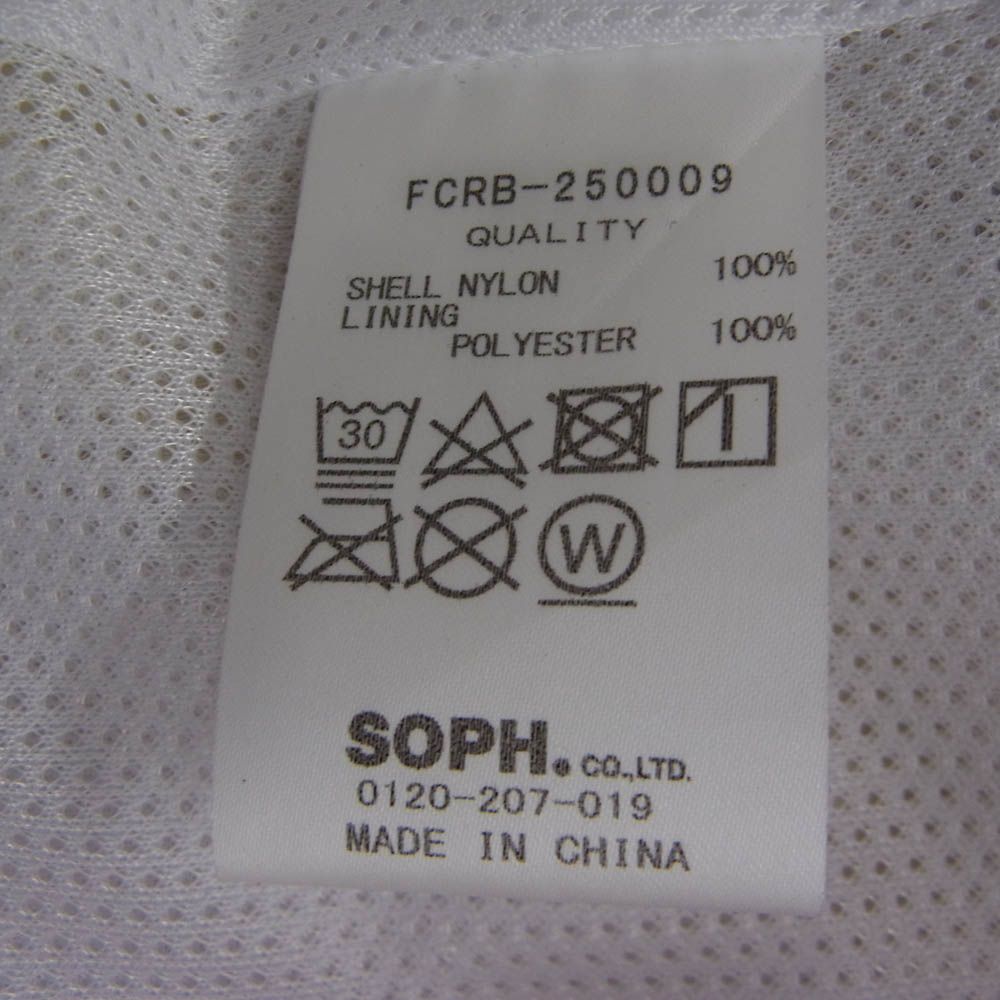 FCRB-250009
QUALITY
SHELL NYLON 100%
LINING
POLYESTER 100%
30
W
SOPH. CO.,LTD.
0120-207-019
MADE IN CHINA